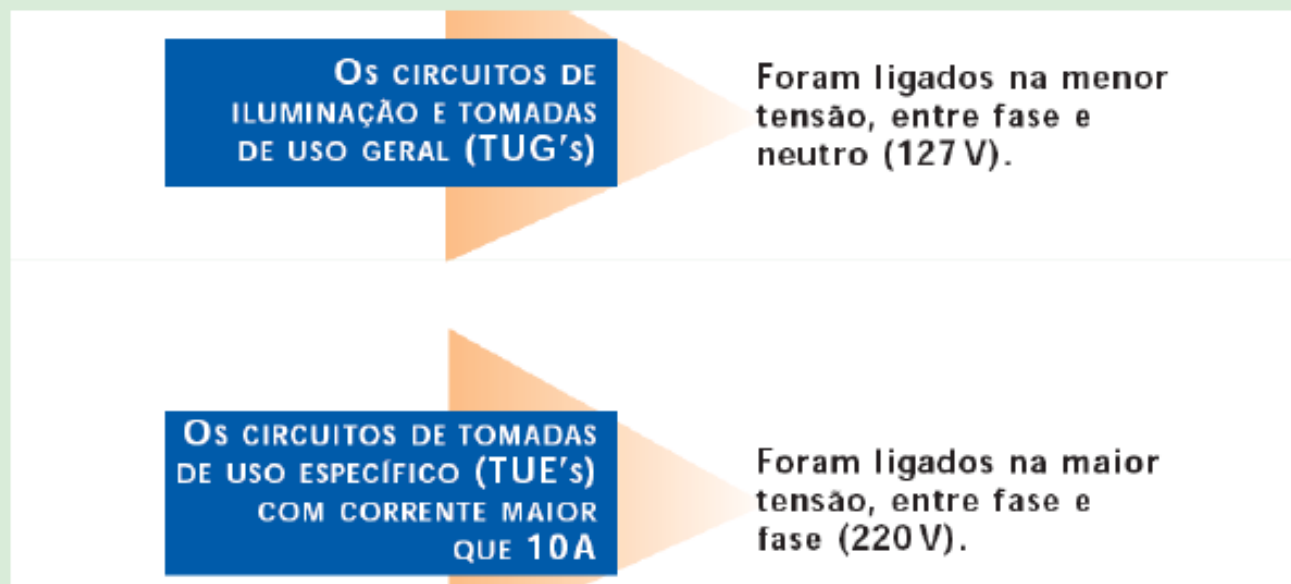 Os circuitos de
iluminação e tomadas
de uso geral (TUG's)
Foram ligados na menor
tensão, entre fase e
neutro (127 V).
Os circuitos de tomadas
de uso específico (TUE's)
com corrente maior
que 10A
Foram ligados na maior
tensão, entre fase e
fase (220 V).